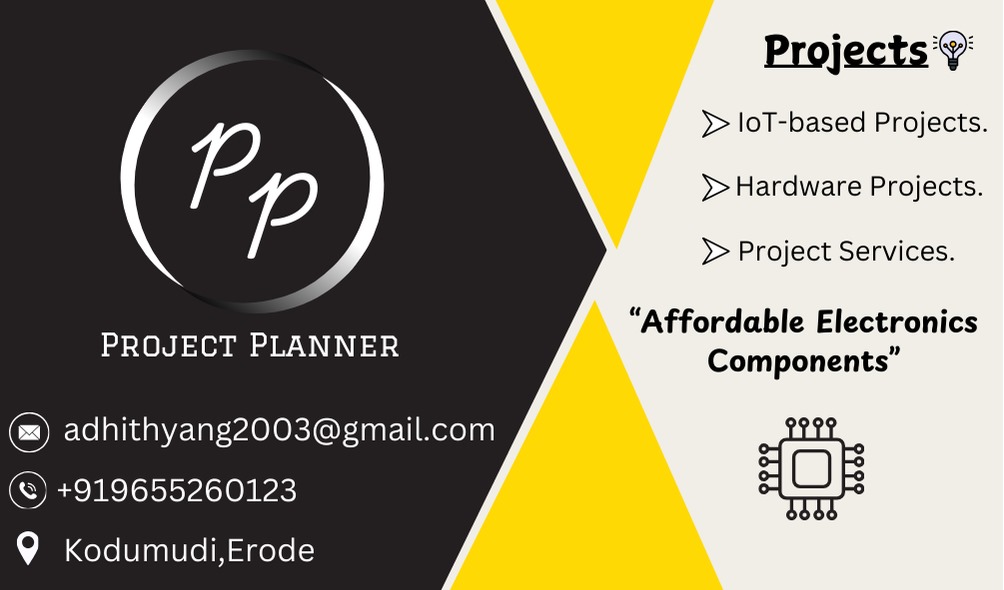 PP
PROJECT PLANNER
adhithyang2003@gmail.com
+919655260123
Kodumudi,Erode
Projects
IoT-based Projects.
Hardware Projects.
Project Services.
“Affordable Electronics
Components”